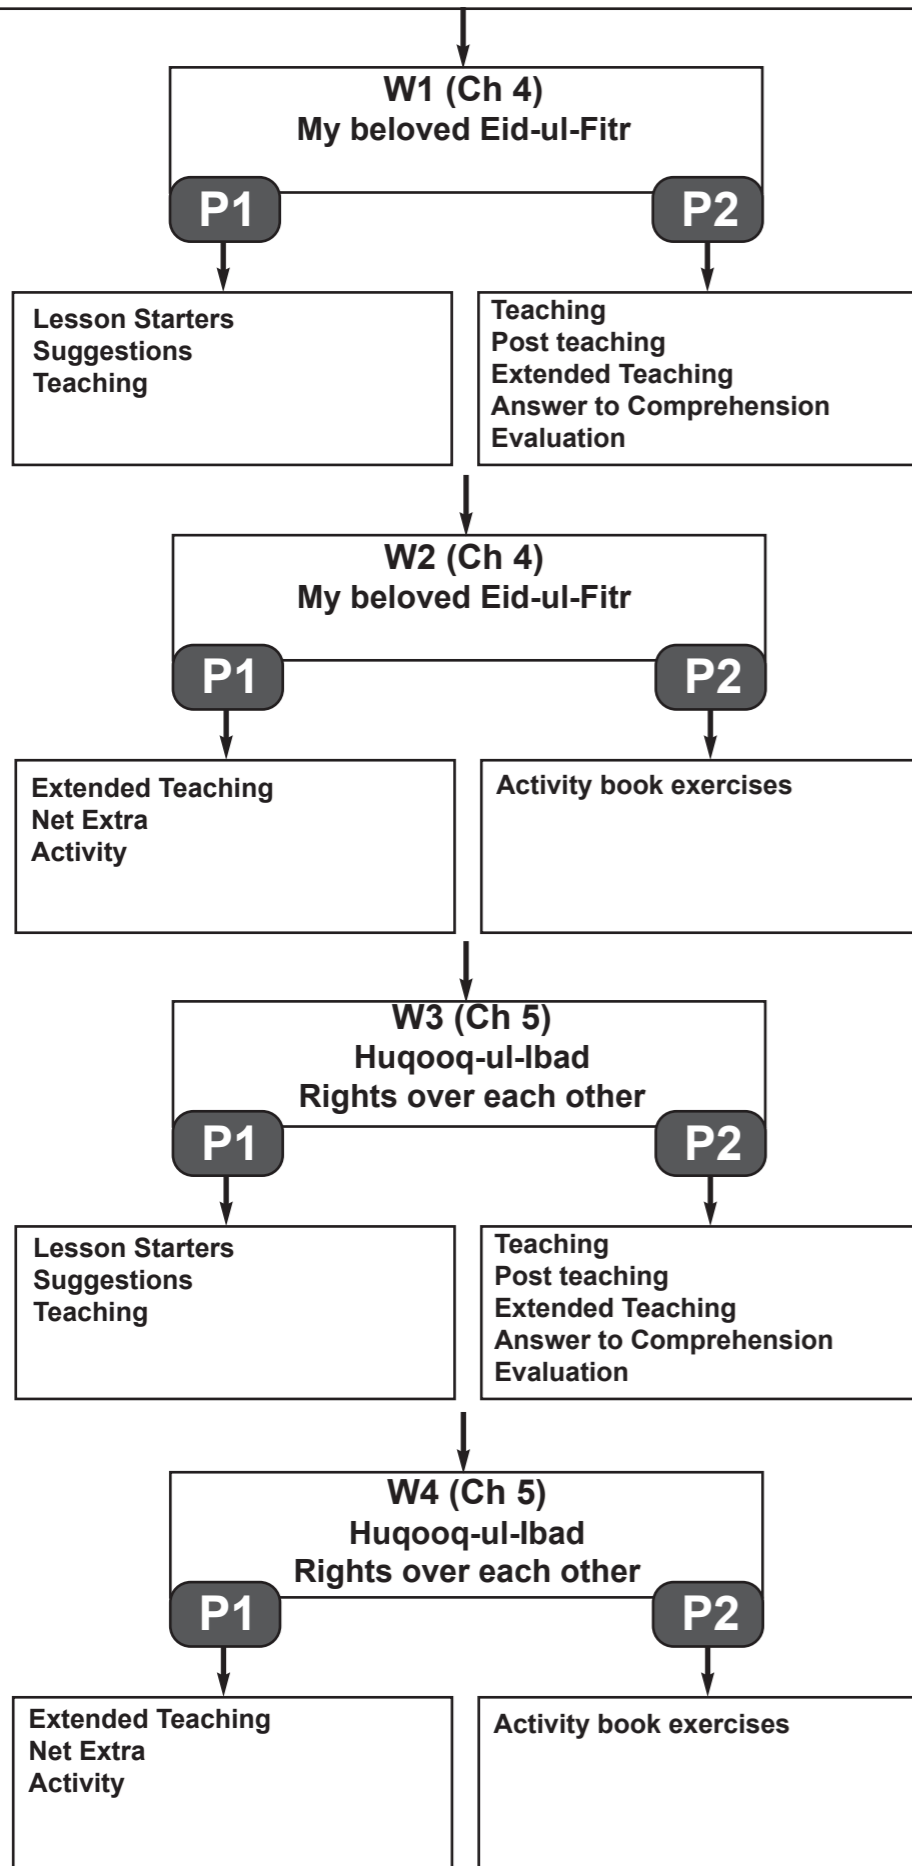 W1 (Ch 4)
My beloved Eid-ul-Fitr
P1
P2
Lesson Starters
Suggestions
Teaching
Teaching
Post teaching
Extended Teaching
Answer to Comprehension
Evaluation
W2 (Ch 4)
My beloved Eid-ul-Fitr
P1
P2
Extended Teaching
Net Extra
Activity
Activity book exercises
W3 (Ch 5)
Huqooq-ul-Ibad
Rights over each other
P1
P2
Lesson Starters
Suggestions
Teaching
Teaching
Post teaching
Extended Teaching
Answer to Comprehension
Evaluation
W4 (Ch 5)
Huqooq-ul-Ibad
Rights over each other
P1
P2
Extended Teaching
Net Extra
Activity
Activity book exercises